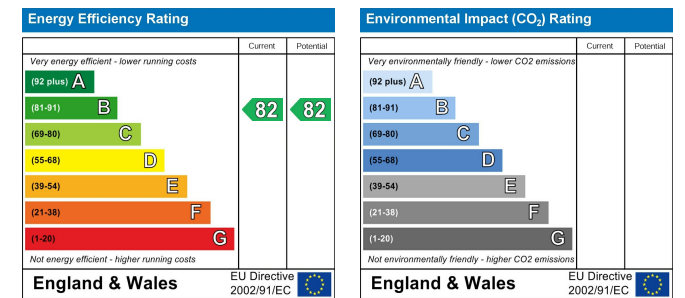 Energy Efficiency Rating
Current Potential
Very energy efficient - lower running costs
(92 plus) A
(81-91) B 82 82
(69-80) C
(55-68) D
(39-54) E
(21-38) F
(1-20) G
Not energy efficient - higher running costs
England & Wales
EU Directive
2002/91/EC
Environmental Impact (CO₂) Rating
Current Potential
Very environmentally friendly - lower CO2 emissions
(92 plus) A
(81-91) B
(69-80) C
(55-68) D
(39-54) E
(21-38) F
(1-20) G
Not environmentally friendly - higher CO2 emissions
England & Wales
EU Directive
2002/91/EC